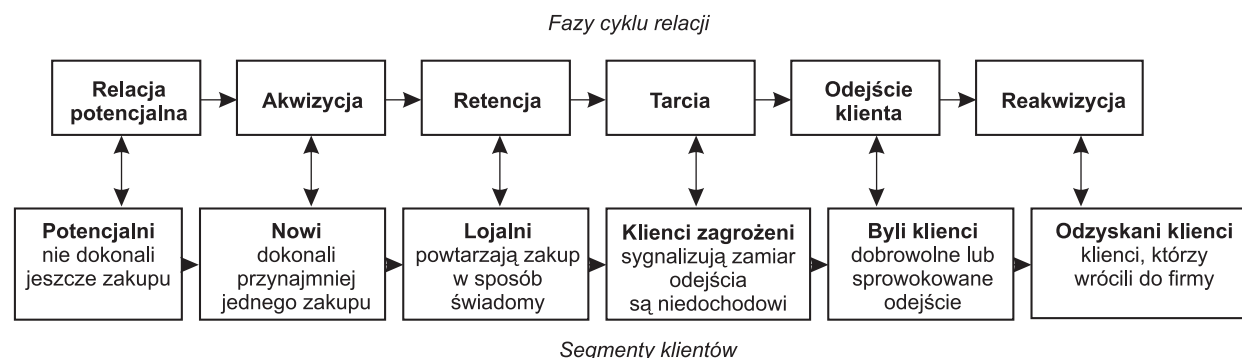 Fazy cyklu relacji
Relacja
potencjalna
Akwizycja
Retencja
Tarcia
Odejście
klienta
Reakwizycja
Potencjalni
nie dokonali
jeszcze zakupu
Nowi
dokonali
przynajmniej
jednego zakupu
Lojalni
powtarzają zakup
w sposób
świadomy
Klienci zagrożeni
sygnalizują zamiar
odejścia
są niedochodowi
Byli klienci
dobrowolne lub
sprowokowane
odejście
Odzyskani klienci
klienci, którzy
wrócili do firmy
Segmenty klientów